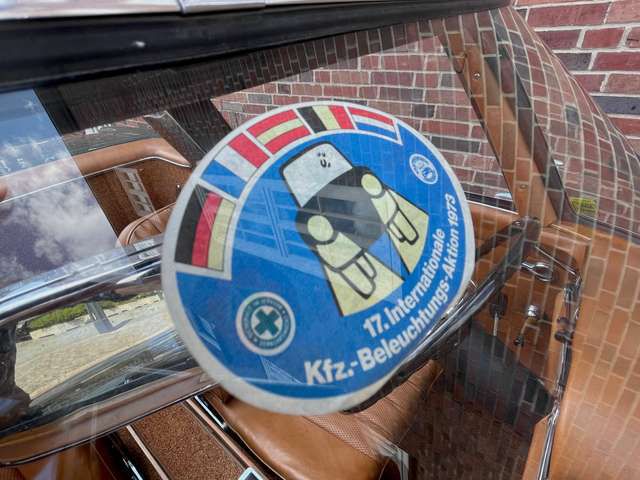 17. Internationale
Kfz.-Beleuchtungs-Aktion 1973